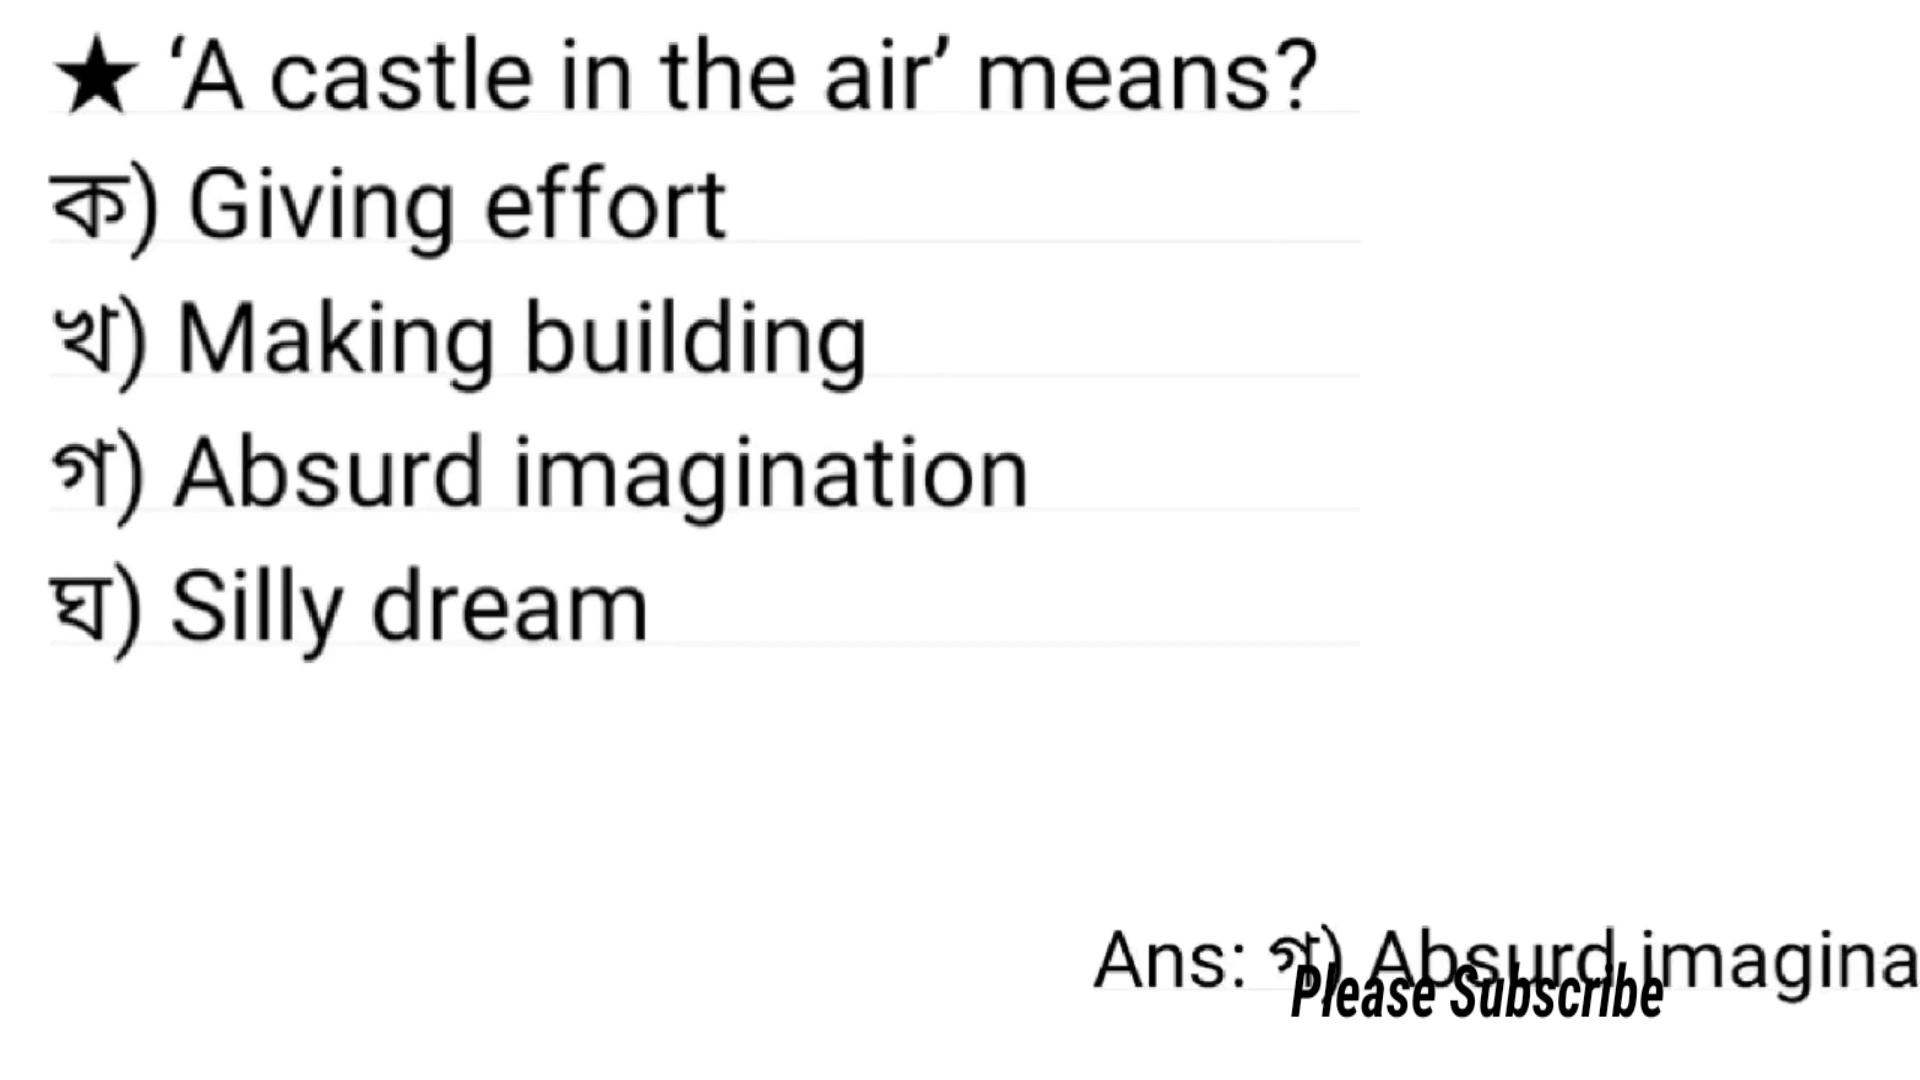 ★ ‘A castle in the air’ means?
ক) Giving effort
খ) Making building
গ) Absurd imagination
ঘ) Silly dream
Ans: গ) Absurd imagina
Please Subscribe